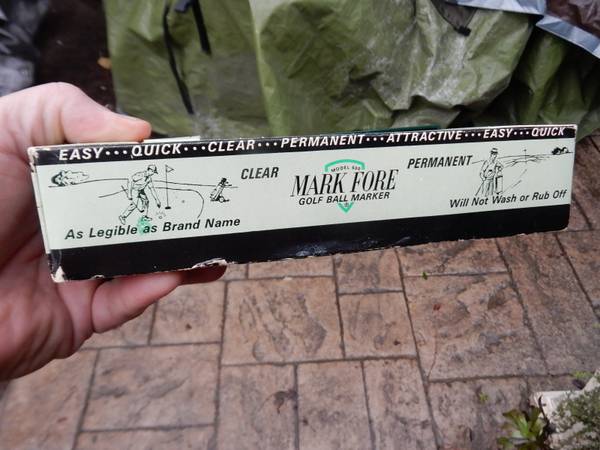 EASY•••QUICK•••CLEAR•••PERMANENT•••ATTRACTIVE•••EASY•••QUICK
CLEAR
MODEL 500
MARK FORE
GOLF BALL MARKER
PERMANENT
As Legible as Brand Name
Will Not Wash or Rub Off